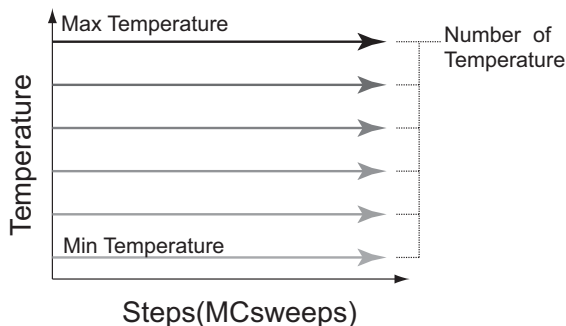 Max Temperature
Number of
Temperature
Temperature
Min Temperature
Steps(MCsweeps)